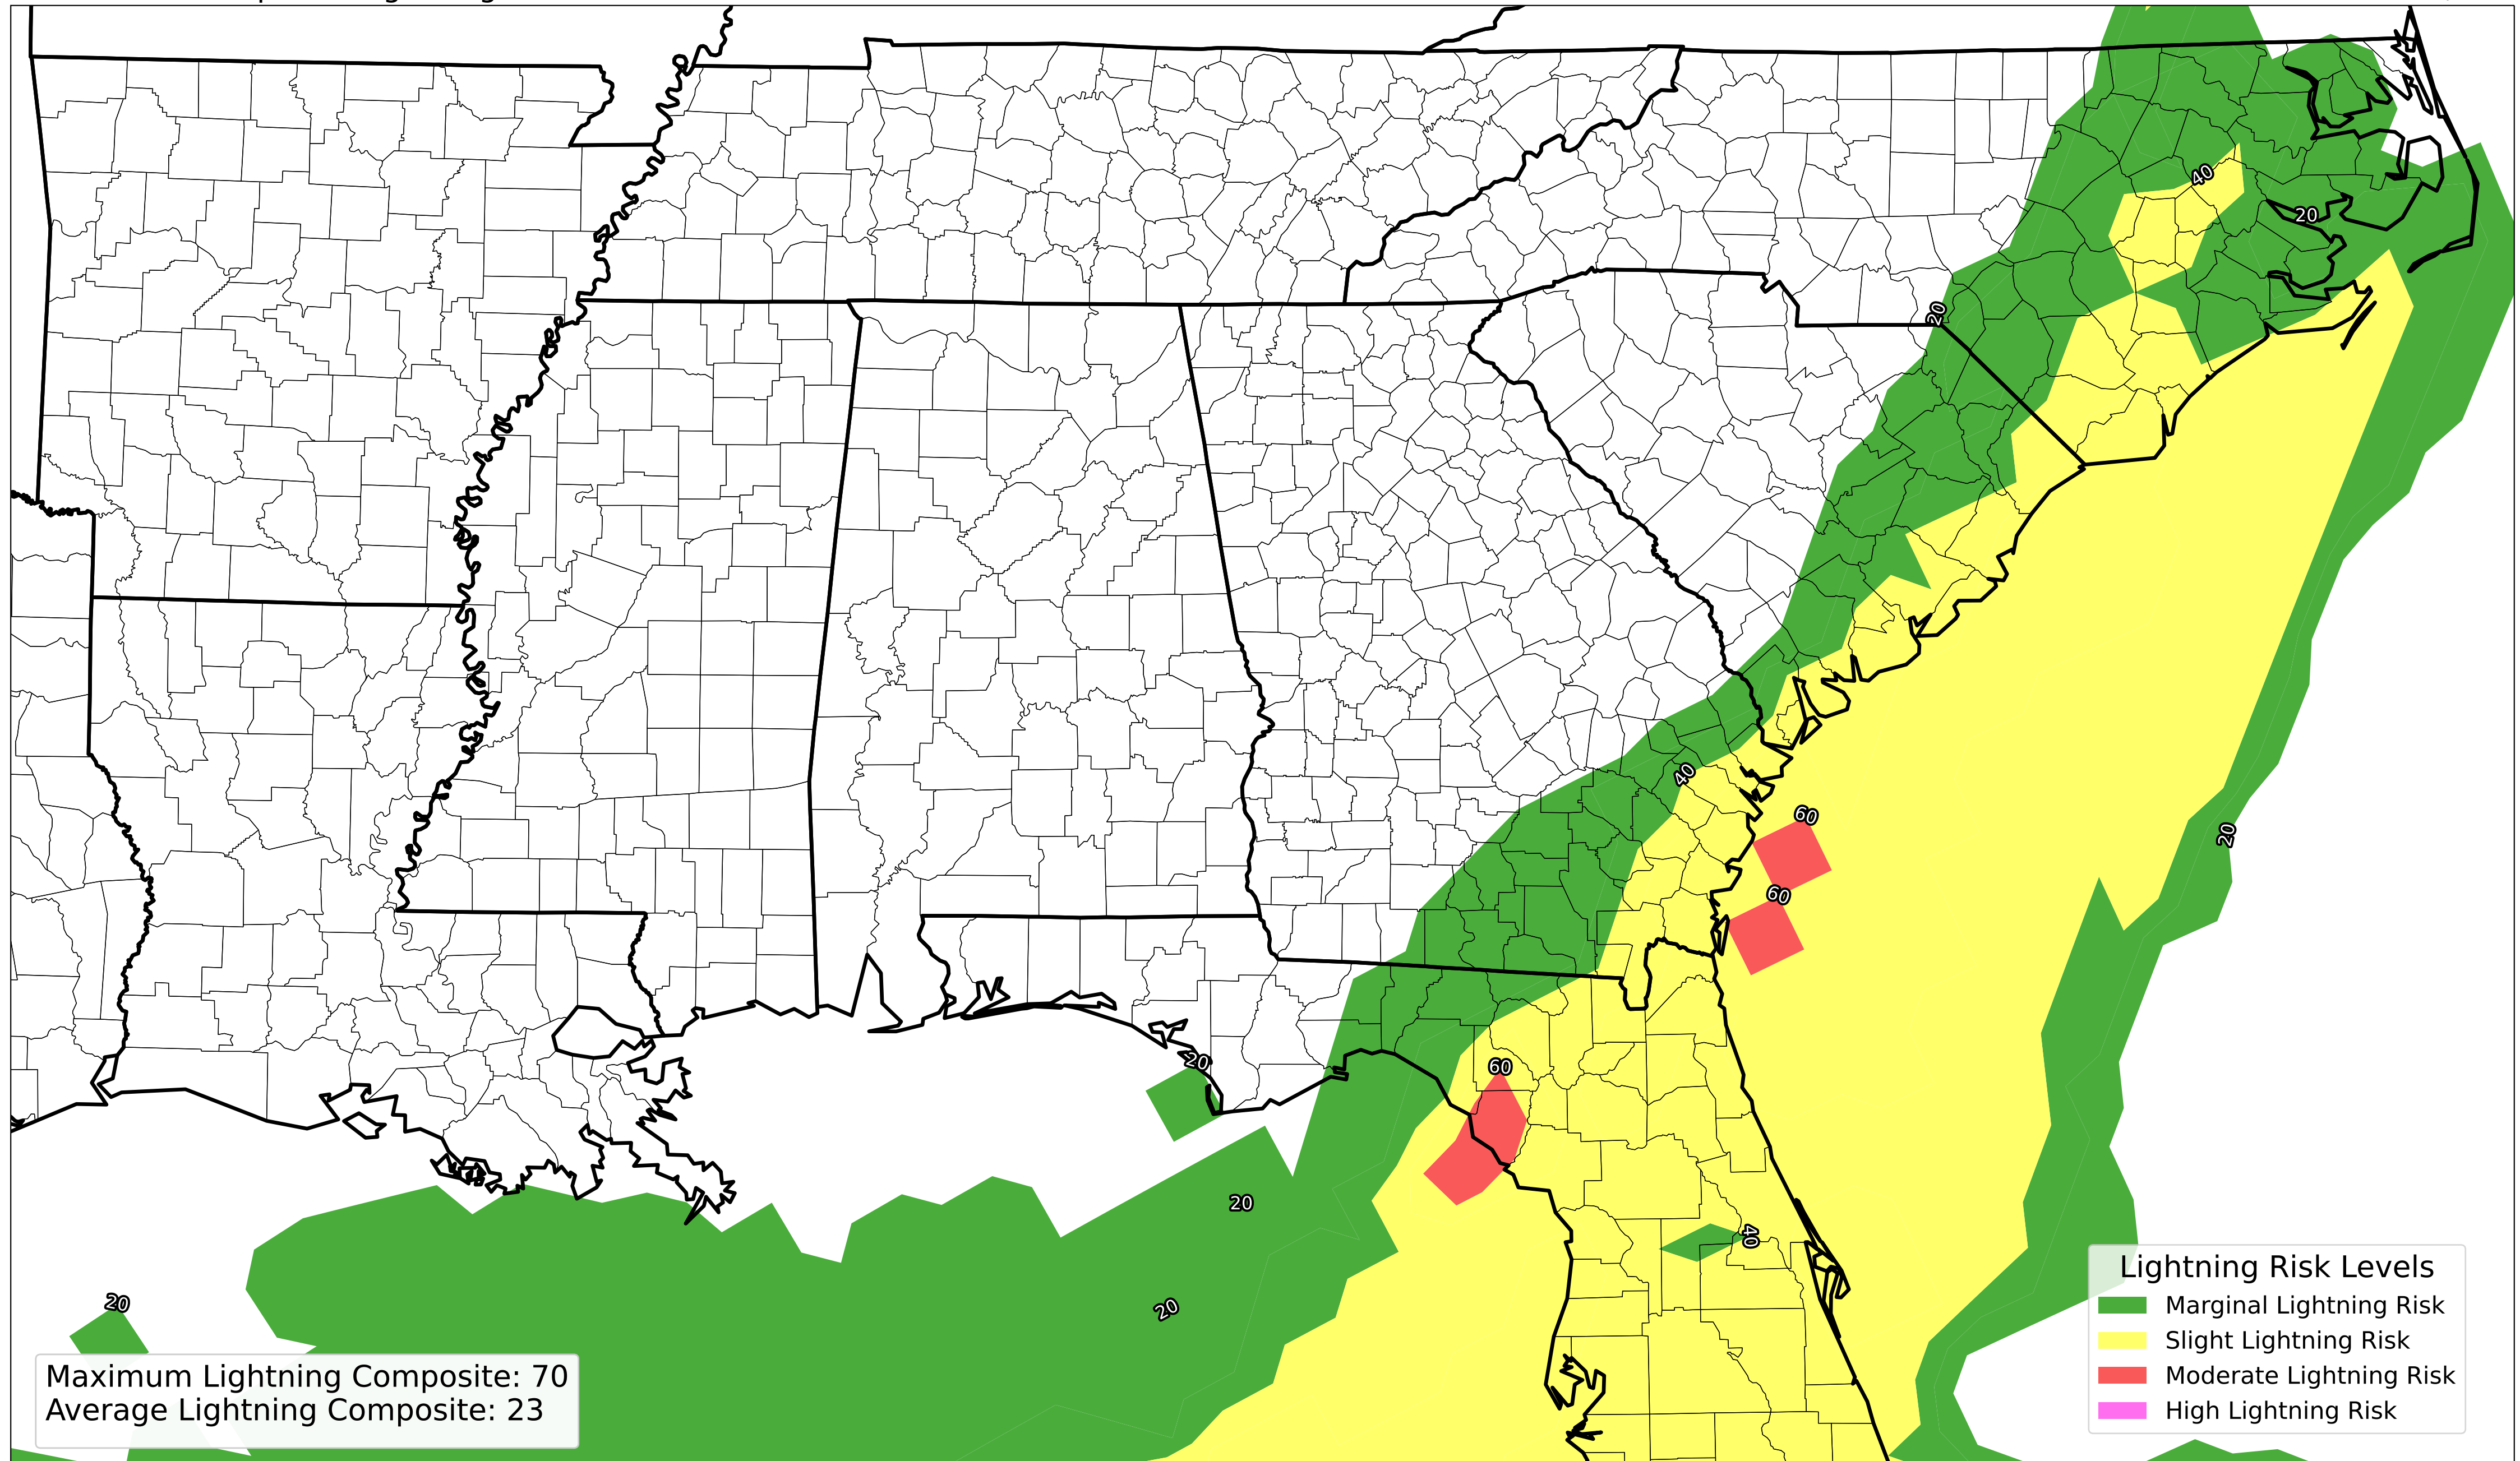 40
20
20
40
60
60
20
60
20
20
40
20
20
Lightning Risk Levels
Marginal Lightning Risk
Slight Lightning Risk
Moderate Lightning Risk
High Lightning Risk
Maximum Lightning Composite: 70
Average Lightning Composite: 23